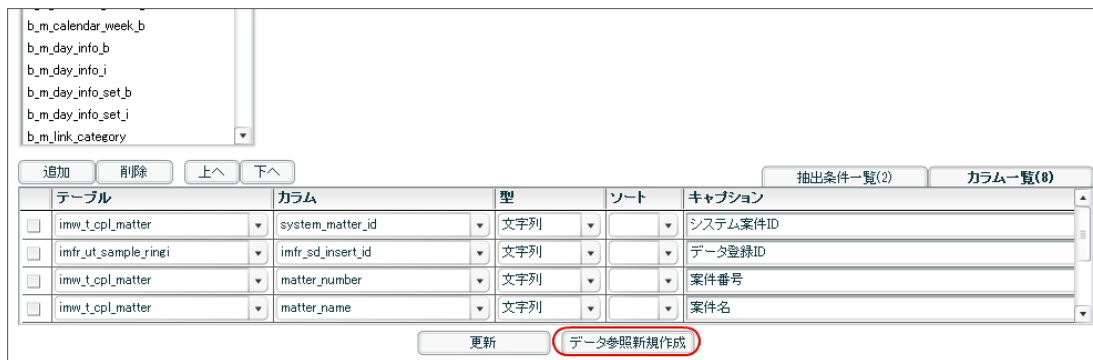 b_m_calendar_week_b
b_m_day_info_b
b_m_day_info_i
b_m_day_info_set_b
b_m_day_info_set_i
b_m_link_category
追加 削除 上へ 下へ 抽出条件一覧(2) カラム一覧(8)
テーブル カラム 型 ソート キャプション
imw_t_cpl_matter system_matter_id 文字列 システム案件ID
imfr_ut_sample_ringi imfr_sd_insert_id 文字列 データ登録ID
imw_t_cpl_matter matter_number 文字列 案件番号
imw_t_cpl_matter matter_name 文字列 案件名
更新 データ参照新規作成